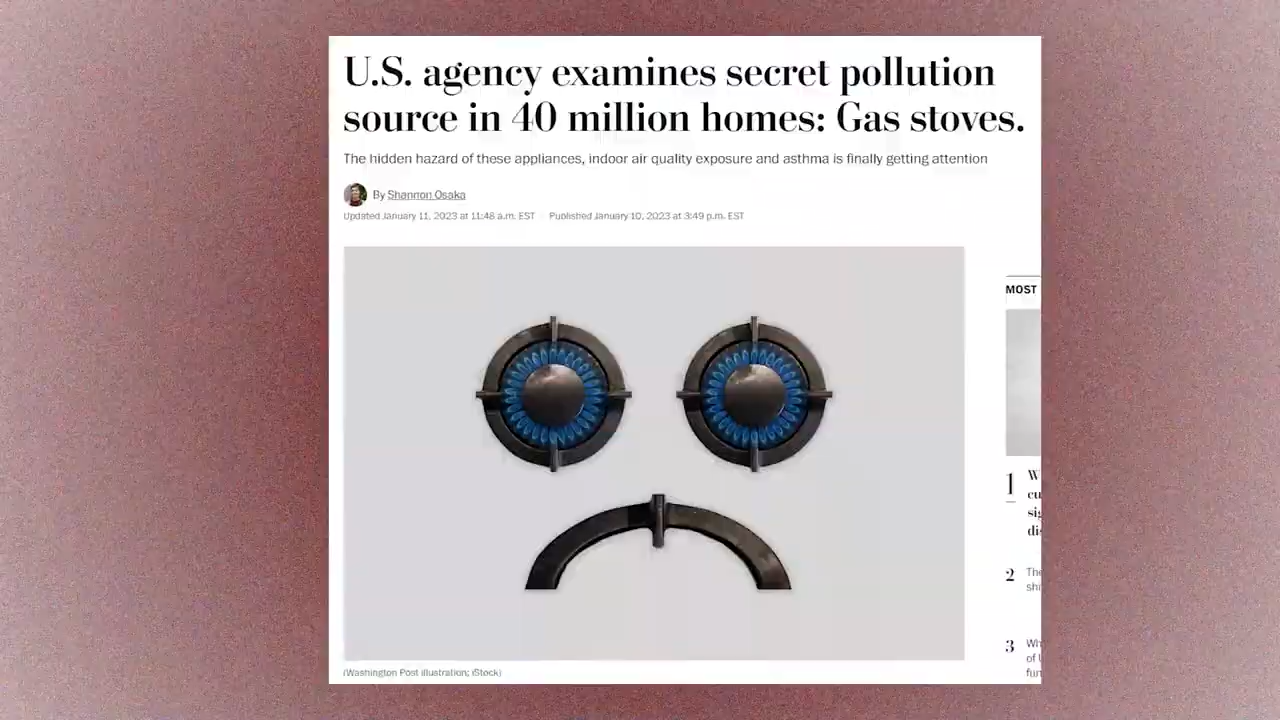 U.S. agency examines secret pollution
source in 40 million homes: Gas stoves.
The hidden hazard of these appliances, indoor air quality exposure and asthma is finally getting attention
By Shannon Osaka
Updated January 11, 2023 at 11:48 a.m. EST Published January 10, 2023 at 3:49 p.m. EST
MOST
1
2
The
3
of
(Washington Post illustration; iStock)